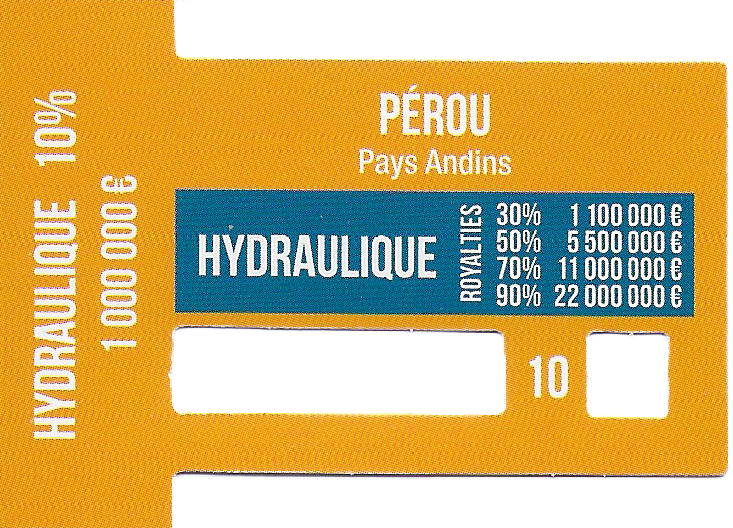 HYDRAULIQUE 10%
1 000 000 €
PÉROU
Pays Andins
HYDRAULIQUE
ROYALTIES
30% 1 100 000 €
50% 5 500 000 €
70% 11 000 000 €
90% 22 000 000 €
10